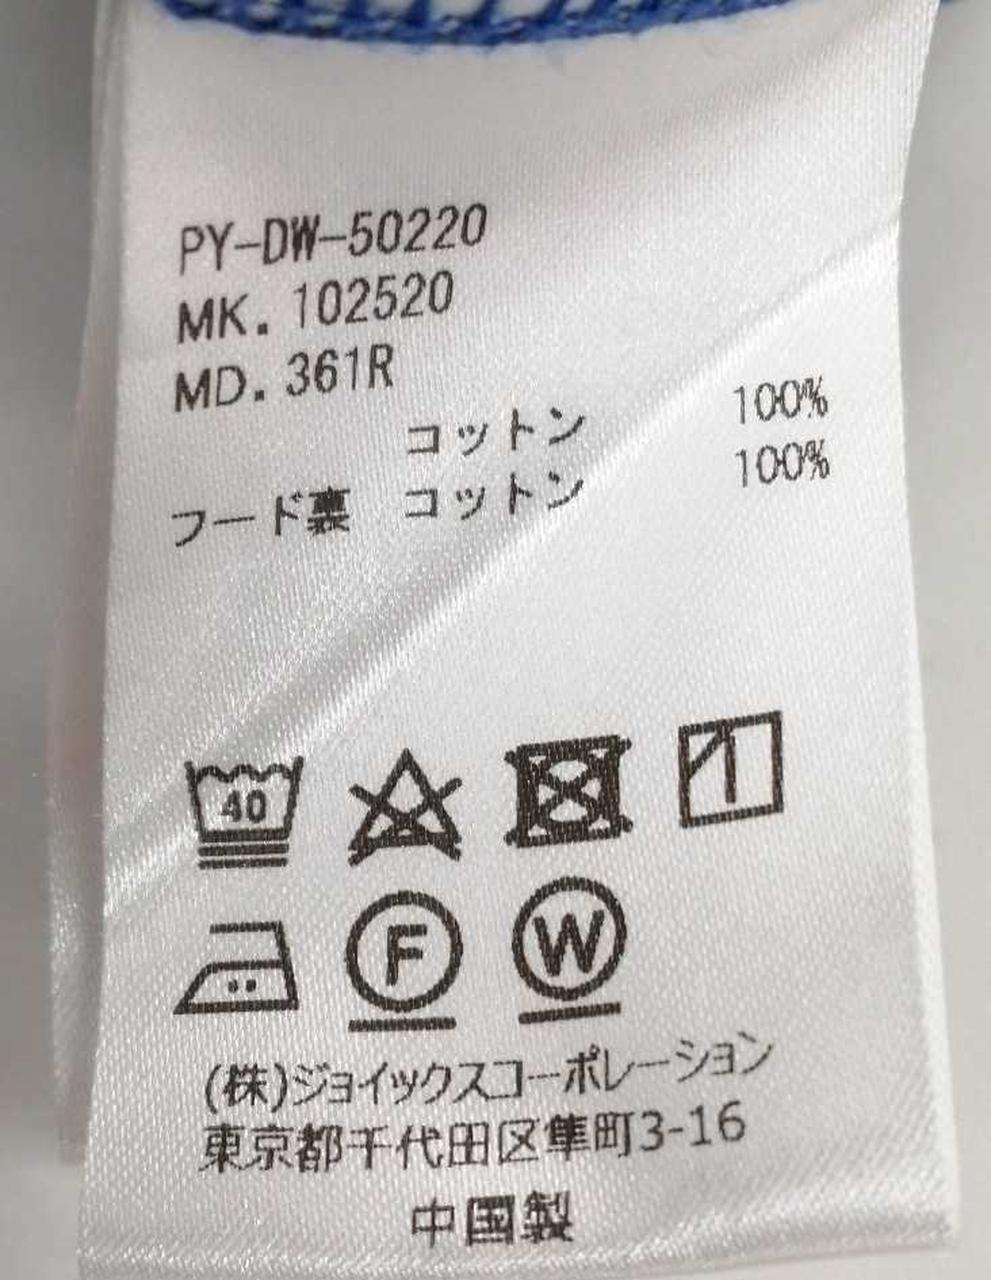 PY-DW-50220
MK. 102520
MD. 361R
コットン 100%
フード裏 コットン 100%
40
F W
(株)ジョイックスコーポレーション
東京都千代田区隼町3-16
中国製